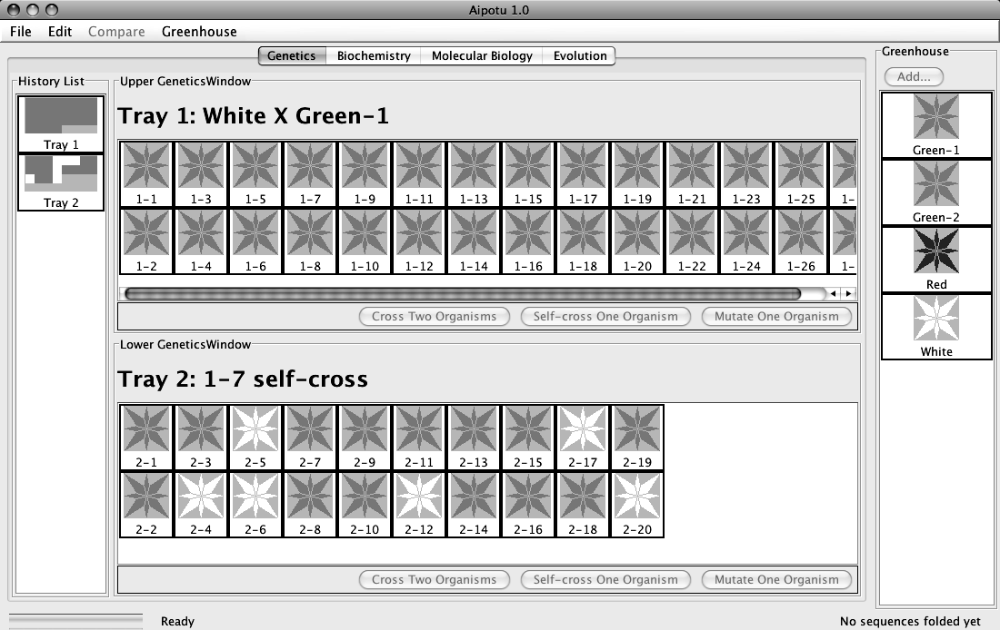 Aipotu 1.0
File Edit Compare Greenhouse
Genetics Biochemistry Molecular Biology Evolution
History List
Tray 1
Tray 2
Upper GeneticsWindow
Tray 1: White X Green-1
1-1 1-3 1-5 1-7 1-9 1-11 1-13 1-15 1-17 1-19 1-21 1-23 1-25 1-
1-2 1-4 1-6 1-8 1-10 1-12 1-14 1-16 1-18 1-20 1-22 1-24 1-26 1-
Cross Two Organisms Self-cross One Organism Mutate One Organism
Lower GeneticsWindow
Tray 2: 1-7 self-cross
2-1 2-3 2-5 2-7 2-9 2-11 2-13 2-15 2-17 2-19
2-2 2-4 2-6 2-8 2-10 2-12 2-14 2-16 2-18 2-20
Cross Two Organisms Self-cross One Organism Mutate One Organism
Greenhouse
Add...
Green-1
Green-2
Red
White
Ready
No sequences folded yet